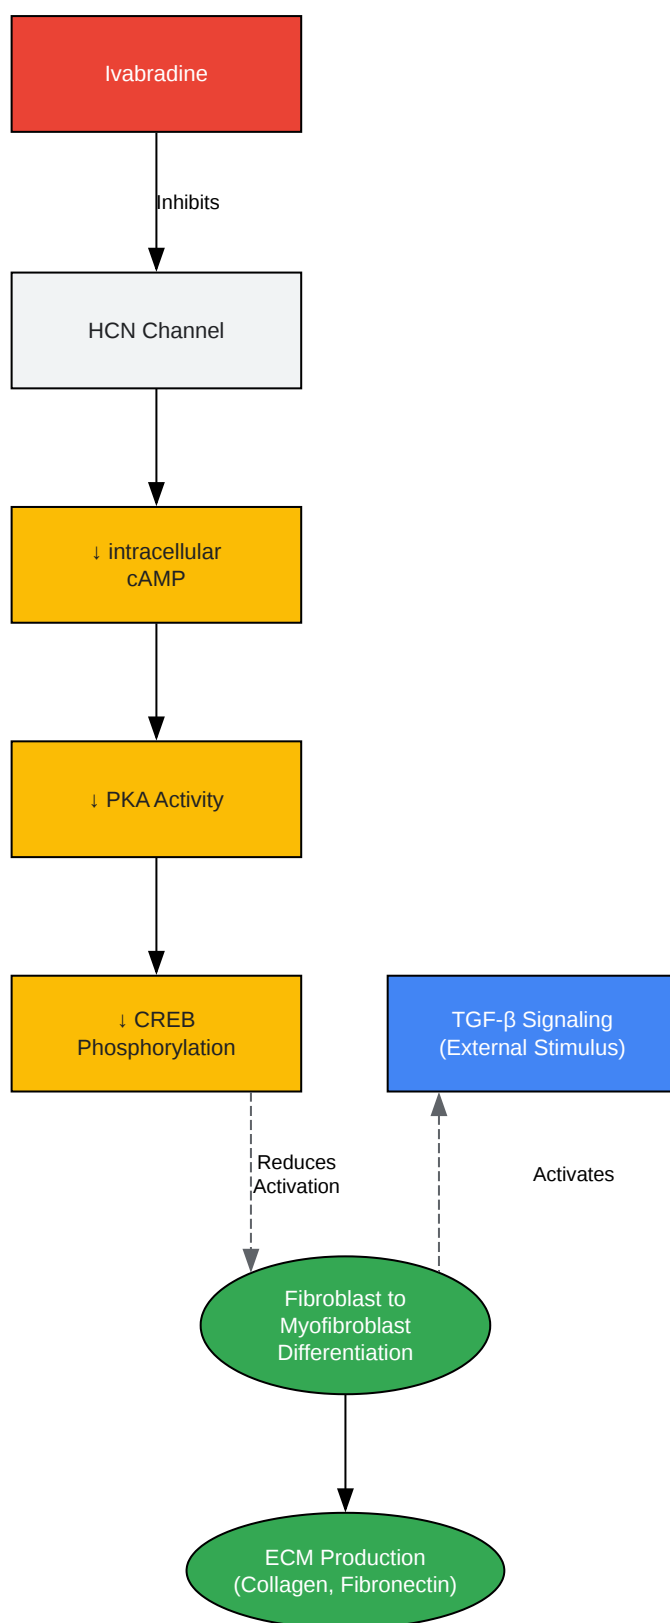 Ivabradine
Inhibits
HCN Channel
↓ intracellular
cAMP
↓ PKA Activity
↓ CREB
Phosphorylation
TGF-β Signaling
(External Stimulus)
Reduces
Activation
Activates
Fibroblast to
Myofibroblast
Differentiation
ECM Production
(Collagen, Fibronectin)